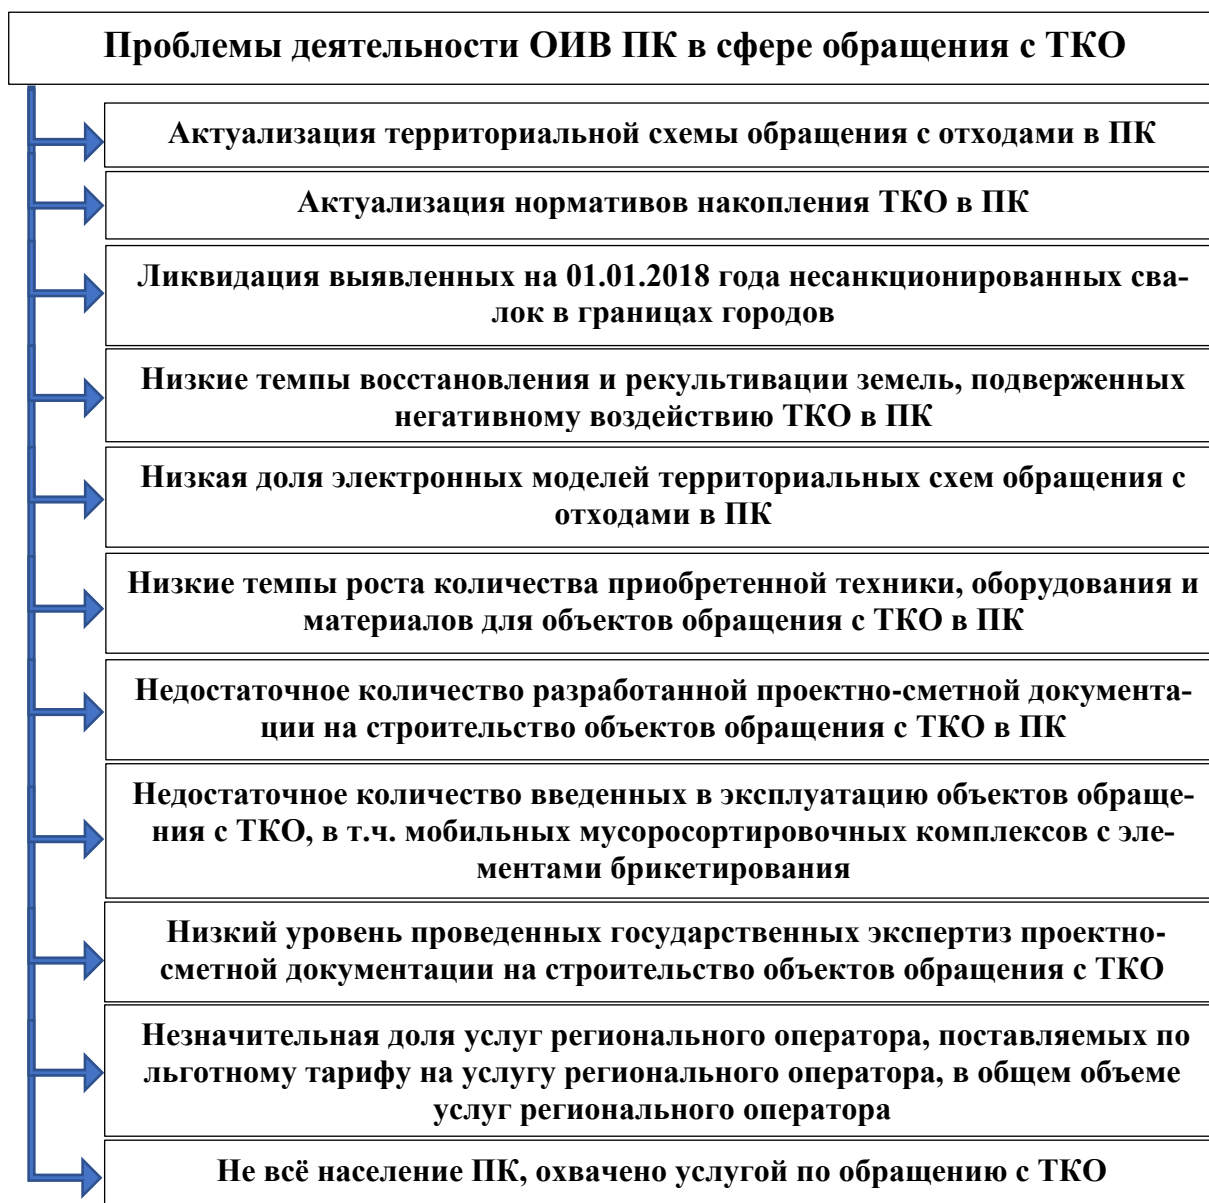 Проблемы деятельности ОИВ ПК в сфере обращения с ТКО
Актуализация территориальной схемы обращения с отходами в ПК
Актуализация нормативов накопления ТКО в ПК
Ликвидация выявленных на 01.01.2018 года несанкционированных сва-
лок в границах городов
Низкие темпы восстановления и рекультивации земель, подверженных
негативному воздействию ТКО в ПК
Низкая доля электронных моделей территориальных схем обращения с
отходами в ПК
Низкие темпы роста количества приобретенной техники, оборудования и
материалов для объектов обращения с ТКО в ПК
Недостаточное количество разработанной проектно-сметной документа-
ции на строительство объектов обращения с ТКО в ПК
Недостаточное количество введенных в эксплуатацию объектов обраще-
ния с ТКО, в т.ч. мобильных мусоросортировочных комплексов с эле-
ментами брикетирования
Низкий уровень проведенных государственных экспертиз проектно-
сметной документации на строительство объектов обращения с ТКО
Незначительная доля услуг регионального оператора, поставляемых по
льготному тарифу на услугу регионального оператора, в общем объеме
услуг регионального оператора
Не всё население ПК, охвачено услугой по обращению с ТКО